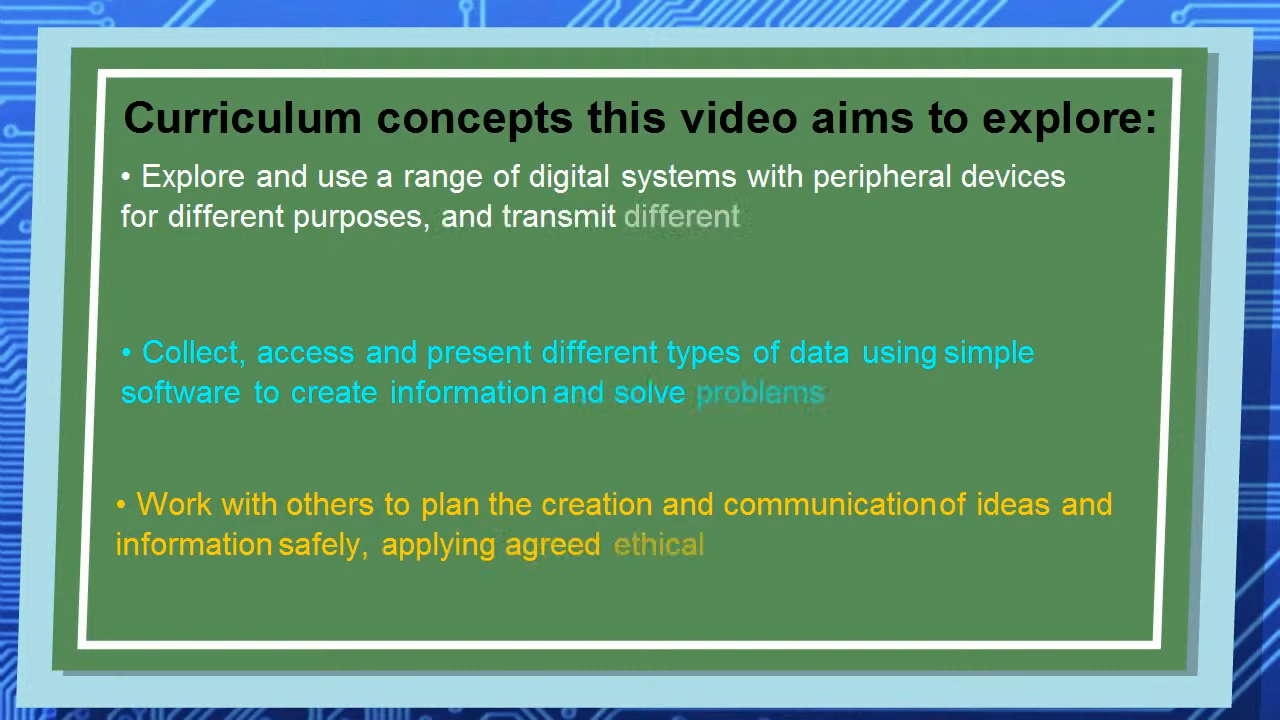 Curriculum concepts this video aims to explore:
• Explore and use a range of digital systems with peripheral devices
for different purposes, and transmit different
• Collect, access and present different types of data using simple
software to create information and solve problems
• Work with others to plan the creation and communication of ideas and
information safely, applying agreed ethical